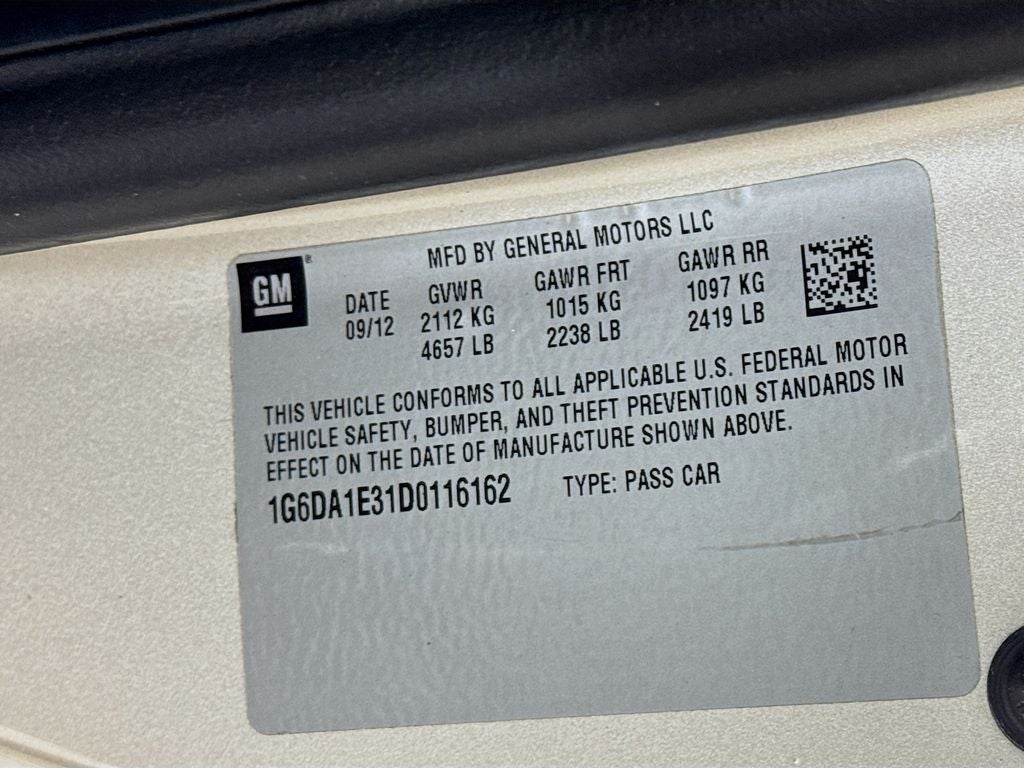 GM®
MFD BY GENERAL MOTORS LLC
DATE GVWR GAWR FRT GAWR RR
09/12 2112 KG 1015 KG 1097 KG
4657 LB 2238 LB 2419 LB
THIS VEHICLE CONFORMS TO ALL APPLICABLE U.S. FEDERAL MOTOR
VEHICLE SAFETY, BUMPER, AND THEFT PREVENTION STANDARDS IN
EFFECT ON THE DATE OF MANUFACTURE SHOWN ABOVE.
1G6DA1E31D0116162 TYPE: PASS CAR